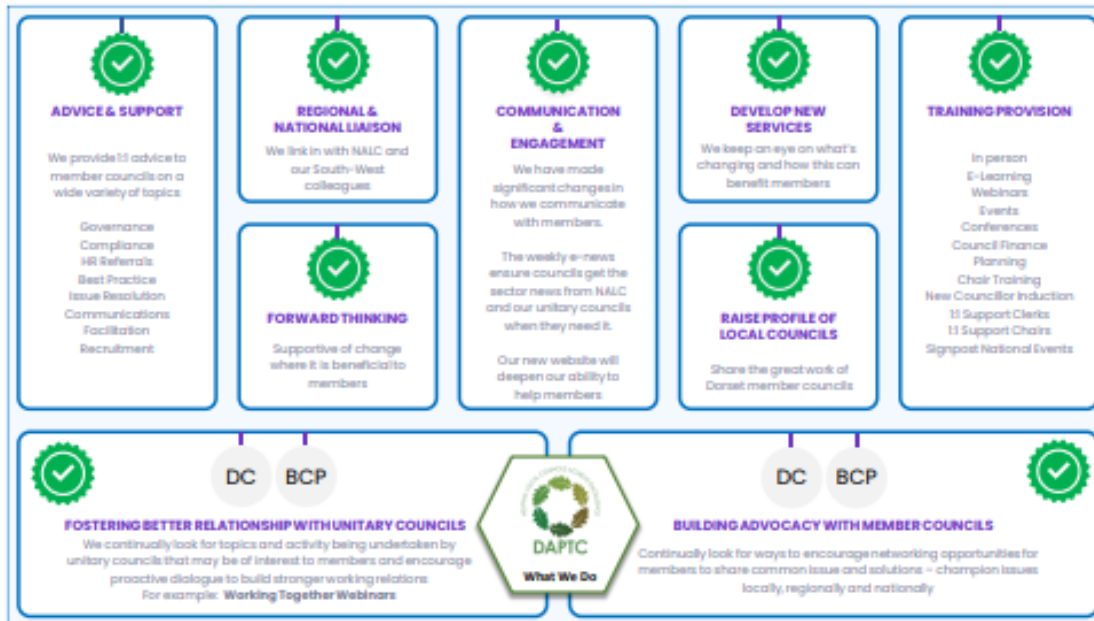 ADVICE & SUPPORT
We provide 1:1 advice to
member councils on a
wide variety of topics
Governance
Compliance
HR Referrals
Best Practice
Issue Resolution
Communications
Facilitation
Recruitment
REGIONAL &
NATIONAL LIAISON
We link in with NALC and
our South-West
colleagues
FORWARD THINKING
Supportive of change
where it is beneficial to
members
COMMUNICATION
&
ENGAGEMENT
We have made
significant changes in
how we communicate
with members.
The weekly e-news
ensure councils get the
sector news from NALC
and our unitary councils
when they need it.
Our new website will
deepen our ability to
help members
DEVELOP NEW
SERVICES
We keep an eye on what's
changing and how this can
benefit members
RAISE PROFILE OF
LOCAL COUNCILS
Share the great work of
Dorset member councils
TRAINING PROVISION
In person
E-Learning
Webinars
Events
Conferences
Council Finance
Planning
Chair Training
New Councillor Induction
1:1 Support Clerks
1:1 Support Chairs
Signpost National Events
DC BCP
FOSTERING BETTER RELATIONSHIP WITH UNITARY COUNCILS
We continually look for topics and activity being undertaken by
unitary councils that may be of interest to members and encourage
proactive dialogue to build stronger working relations
For example: Working Together Webinars
DAPTC
What We Do
DC BCP
BUILDING ADVOCACY WITH MEMBER COUNCILS
Continually look for ways to encourage networking opportunities for
members to share common issue and solutions – champion issues
locally, regionally and nationally